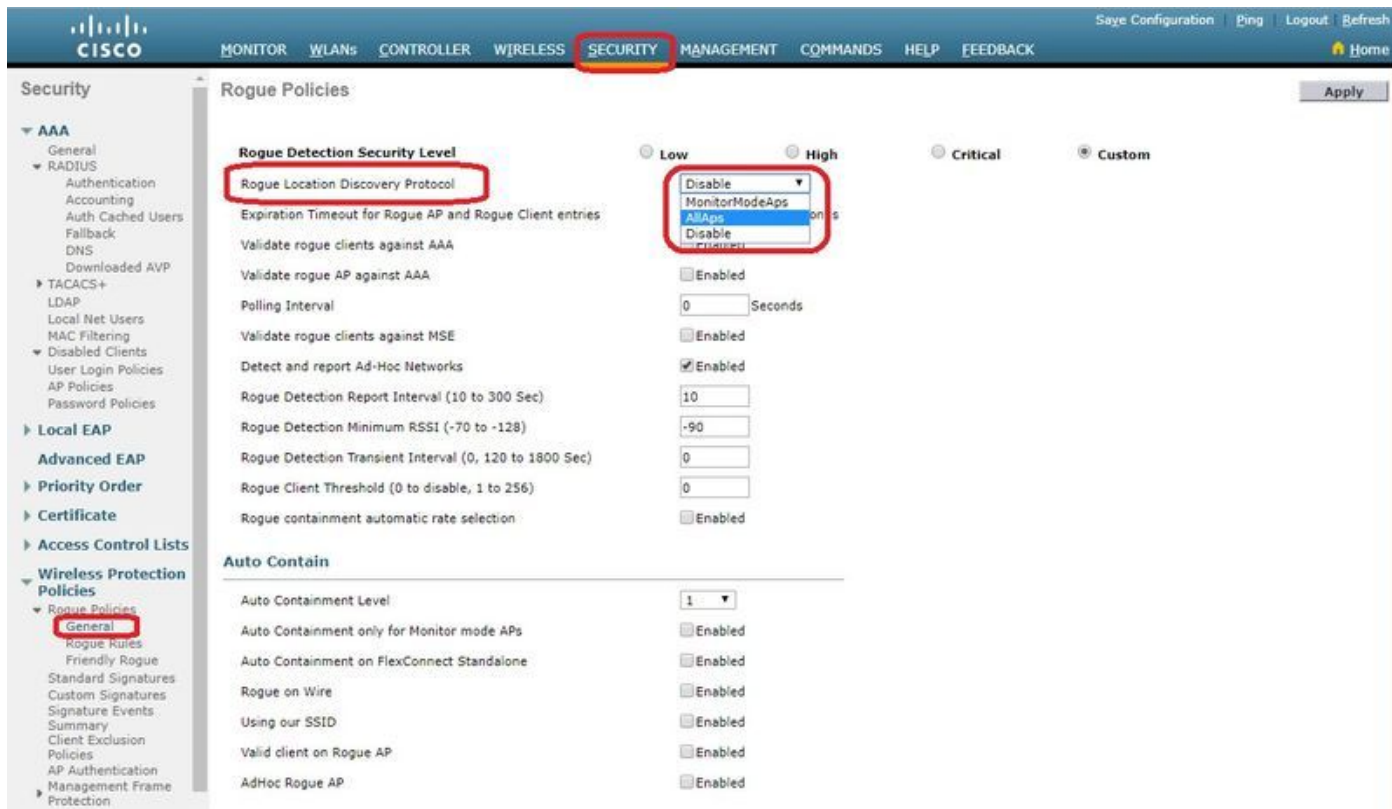 Save Configuration Ping Logout Refresh
CISCO MONITOR WLANs CONTROLLER WIRELESS SECURITY MANAGEMENT COMMANDS HELP FEEDBACK Home
Security
AAA
General
RADIUS
Authentication
Accounting
Auth Cached Users
Fallback
DNS
Downloaded AVP
TACACS+
LDAP
Local Net Users
MAC Filtering
Disabled Clients
User Login Policies
AP Policies
Password Policies
Local EAP
Advanced EAP
Priority Order
Certificate
Access Control Lists
Wireless Protection
Policies
Rogue Policies
General
Rogue Rules
Friendly Rogue
Standard Signatures
Custom Signatures
Signature Events
Summary
Client Exclusion
Policies
AP Authentication
Management Frame
Protection
Rogue Policies Apply
Rogue Detection Security Level Low High Critical Custom
Rogue Location Discovery Protocol Disable
MonitorModeAps
AllAps
Disable
Expiration Timeout for Rogue AP and Rogue Client entries
Validate rogue clients against AAA Enabled
Validate rogue AP against AAA Enabled
Polling Interval 0 Seconds
Validate rogue clients against MSE Enabled
Detect and report Ad-Hoc Networks Enabled
Rogue Detection Report Interval (10 to 300 Sec) 10
Rogue Detection Minimum RSSI (-70 to -128) -90
Rogue Detection Transient Interval (0, 120 to 1800 Sec) 0
Rogue Client Threshold (0 to disable, 1 to 256) 0
Rogue containment automatic rate selection Enabled
Auto Contain
Auto Containment Level 1
Auto Containment only for Monitor mode APs Enabled
Auto Containment on FlexConnect Standalone Enabled
Rogue on Wire Enabled
Using our SSID Enabled
Valid client on Rogue AP Enabled
AdHoc Rogue AP Enabled